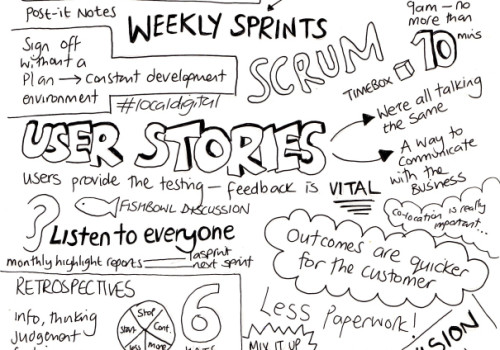 Post-it Notes
WEEKLY SPRINTS
9am - no
more than
10 mins
Sign off
without a
Plan → Constant development
environment
SCRUM
TIMEBOX
#localdigital
USER STORIES
We're all talking
the same
A way to
communicate
with the
Business
users provide the testing - feedback is VITAL
FISHBOWL DISCUSSION
Co-location is really
important...
Listen to everyone
monthly highlight reports
1 sprint
next sprint
Outcomes are quicker
for the customer
RETROSPECTIVES
info, thinking
Judgement
Stop
Start
Cont.
less
more
6
HATS
Less Paperwork!
MIX IT UP